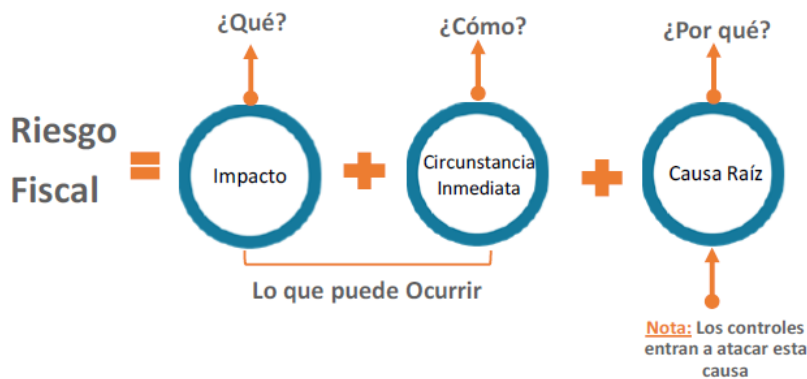 ¿Qué?
¿Cómo?
¿Por qué?
Riesgo
Fiscal
=
Impacto
+
Circunstancia
Inmediata
+
Causa Raíz
Lo que puede Ocurrir
Nota: Los controles
entran a atacar esta
causa